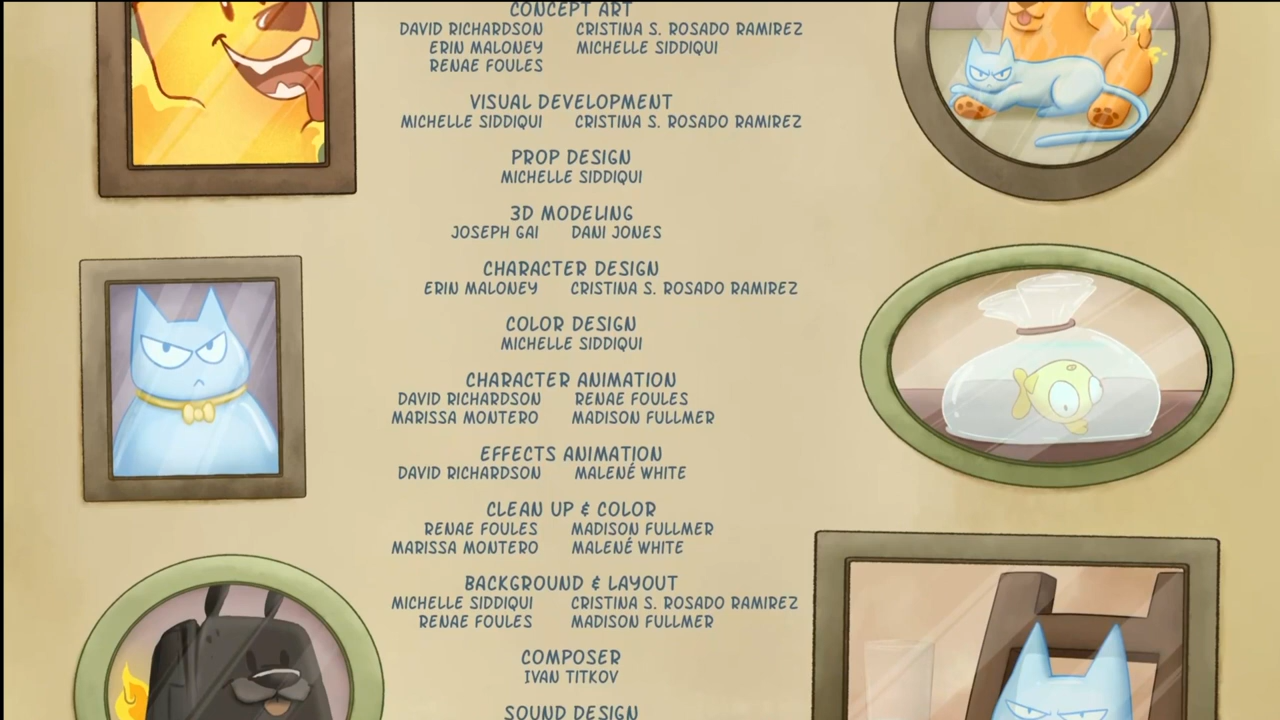 CONCEPT ART
DAVID RICHARDSON CRISTINA S. ROSADO RAMIREZ
ERIN MALONEY MICHELLE SIDDIQUI
RENAE FOULES
VISUAL DEVELOPMENT
MICHELLE SIDDIQUI CRISTINA S. ROSADO RAMIREZ
PROP DESIGN
MICHELLE SIDDIQUI
3D MODELING
JOSEPH GAI DANI JONES
CHARACTER DESIGN
ERIN MALONEY CRISTINA S. ROSADO RAMIREZ
COLOR DESIGN
MICHELLE SIDDIQUI
CHARACTER ANIMATION
DAVID RICHARDSON RENAE FOULES
MARISSA MONTERO MADISON FULLMER
EFFECTS ANIMATION
DAVID RICHARDSON MALENÉ WHITE
CLEAN UP & COLOR
RENAE FOULES MADISON FULLMER
MARISSA MONTERO MALENÉ WHITE
BACKGROUND & LAYOUT
MICHELLE SIDDIQUI CRISTINA S. ROSADO RAMIREZ
RENAE FOULES MADISON FULLMER
COMPOSER
IVAN TITKOV
SOUND DESIGN